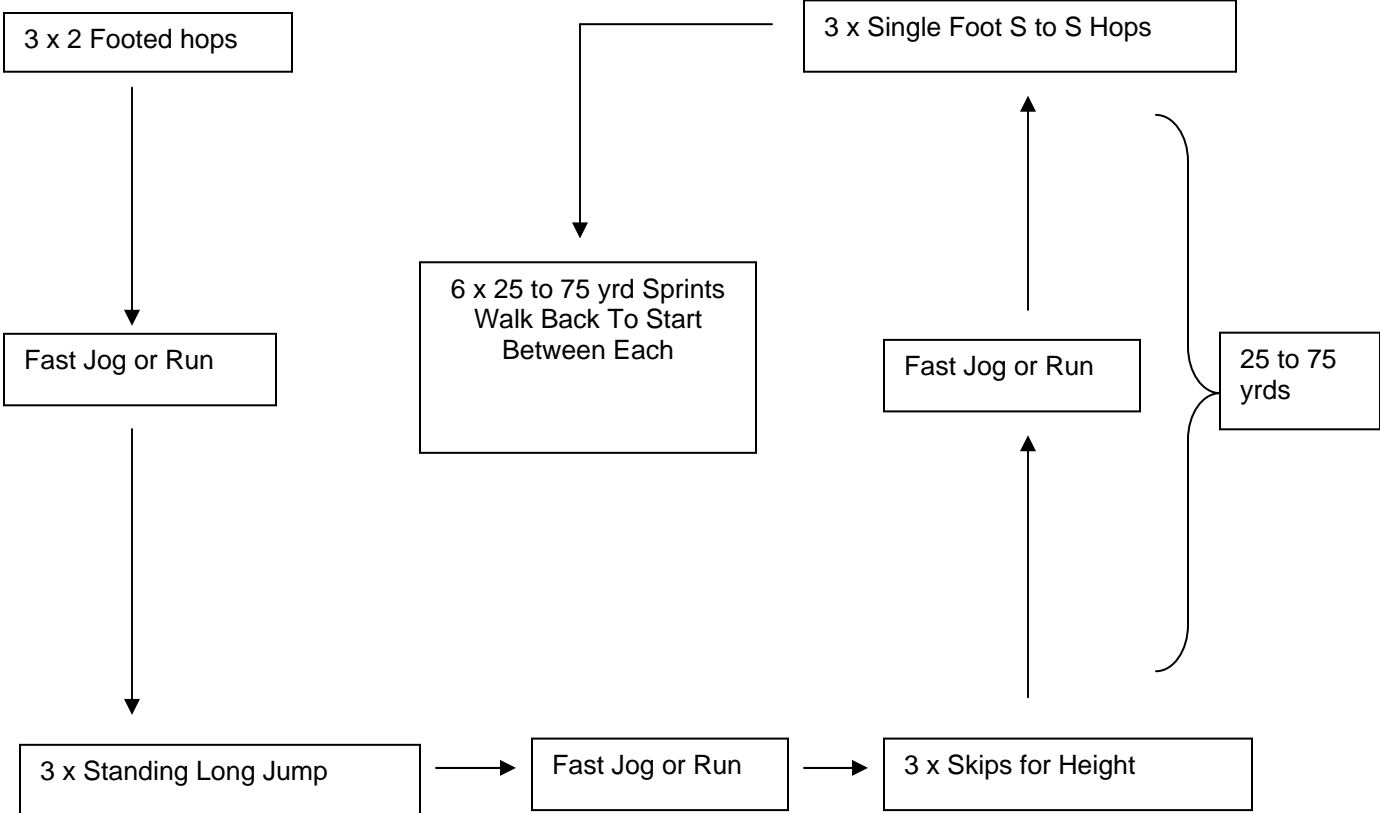 3 x 2 Footed hops
3 x Single Foot S to S Hops
6 x 25 to 75 yrd Sprints
Walk Back To Start
Between Each
Fast Jog or Run
Fast Jog or Run
25 to 75
yrds
3 x Standing Long Jump
Fast Jog or Run
3 x Skips for Height